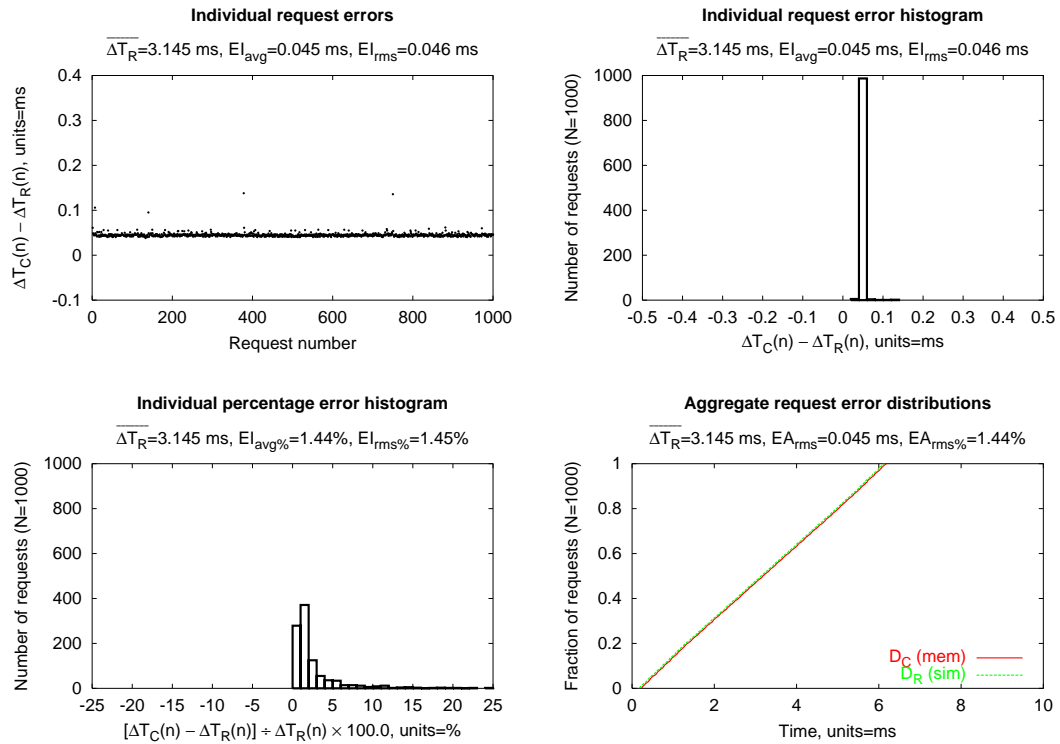 Individual request errors
ΔT_R=3.145 ms, EI_avg=0.045 ms, EI_rms=0.046 ms
ΔT_C(n) − ΔT_R(n), units=ms
0.4
0.3
0.2
0.1
0
-0.1
0 200 400 600 800 1000
Request number
Individual request error histogram
ΔT_R=3.145 ms, EI_avg=0.045 ms, EI_rms=0.046 ms
Number of requests (N=1000)
1000
800
600
400
200
0
-0.5 -0.4 -0.3 -0.2 -0.1 0 0.1 0.2 0.3 0.4 0.5
ΔT_C(n) − ΔT_R(n), units=ms
Individual percentage error histogram
ΔT_R=3.145 ms, EI_avg%=1.44%, EI_rms%=1.45%
Number of requests (N=1000)
1000
800
600
400
200
0
-25 -20 -15 -10 -5 0 5 10 15 20 25
[ΔT_C(n) − ΔT_R(n)] ÷ ΔT_R(n) × 100.0, units=%
Aggregate request error distributions
ΔT_R=3.145 ms, EA_rms=0.045 ms, EA_rms%=1.44%
Fraction of requests (N=1000)
1
0.8
0.6
0.4
0.2
0
D_C (mem)
D_R (sim)
0 2 4 6 8 10
Time, units=ms